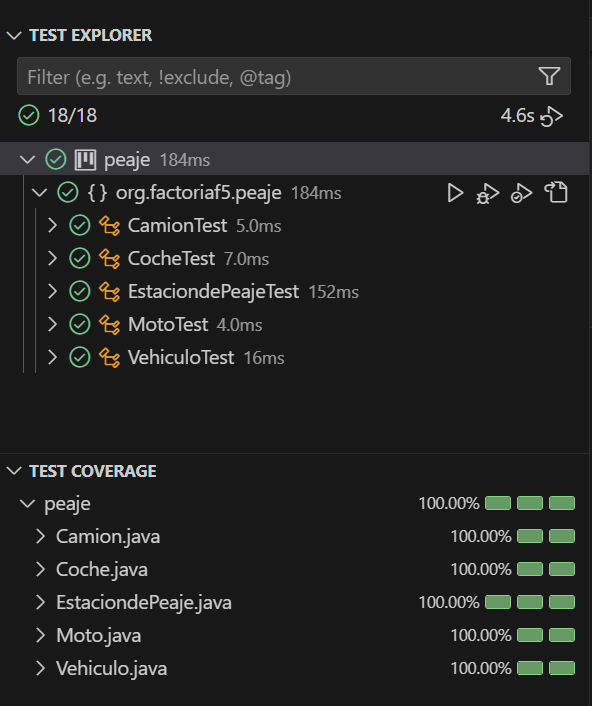 TEST EXPLORER
Filter (e.g. text, !exclude, @tag)
18/18 4.6s
peaje 184ms
{} org.factoriaf5.peaje 184ms
CamionTest 5.0ms
CocheTest 7.0ms
EstaciondePeajeTest 152ms
MotoTest 4.0ms
VehiculoTest 16ms
TEST COVERAGE
peaje 100.00%
Camion.java 100.00%
Coche.java 100.00%
EstaciondePeaje.java 100.00%
Moto.java 100.00%
Vehiculo.java 100.00%